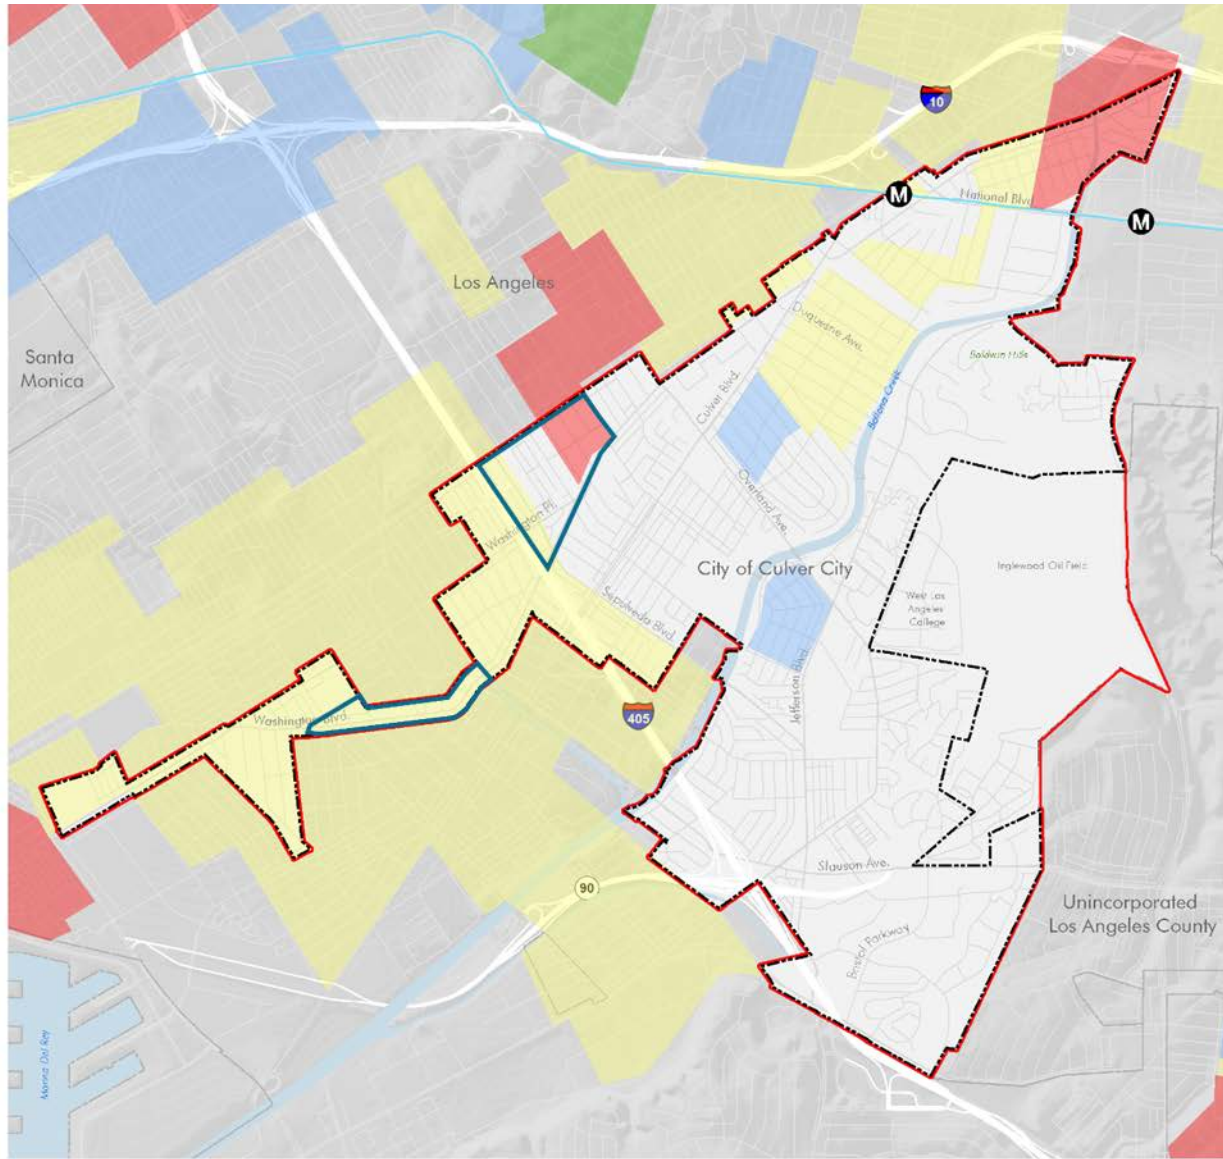 10
M
National Blvd.
M
Los Angeles
Duquesne Ave.
Santa
Monica
Baldwin Hills
Culver Blvd.
Ballona Creek
Overland Ave.
Washington Pl.
City of Culver City
Inglewood Oil Field
West Los
Angeles
College
Sepulveda Blvd.
Jefferson Blvd.
405
Washington Blvd.
Slauson Ave.
90
Unincorporated
Los Angeles County
Bristol Parkway
Marina Del Rey